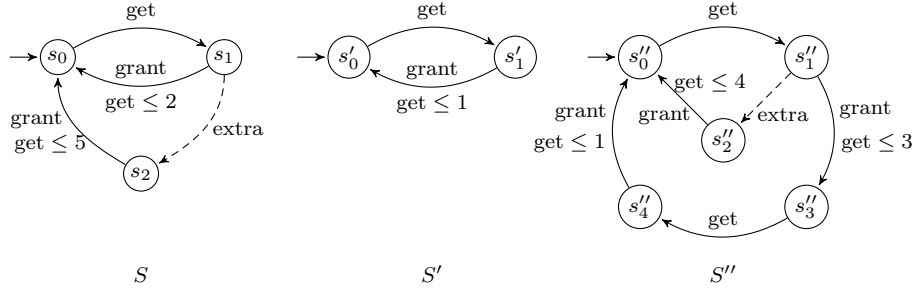 get
s₀
s₁
grant
get ≤ 2
grant
get ≤ 5
extra
s₂
S
get
s′₀
s′₁
grant
get ≤ 1
S′
get
s″₀
s″₁
get ≤ 4
grant
extra
grant
get ≤ 3
grant
get ≤ 1
s″₂
s″₄
s″₃
get
S″